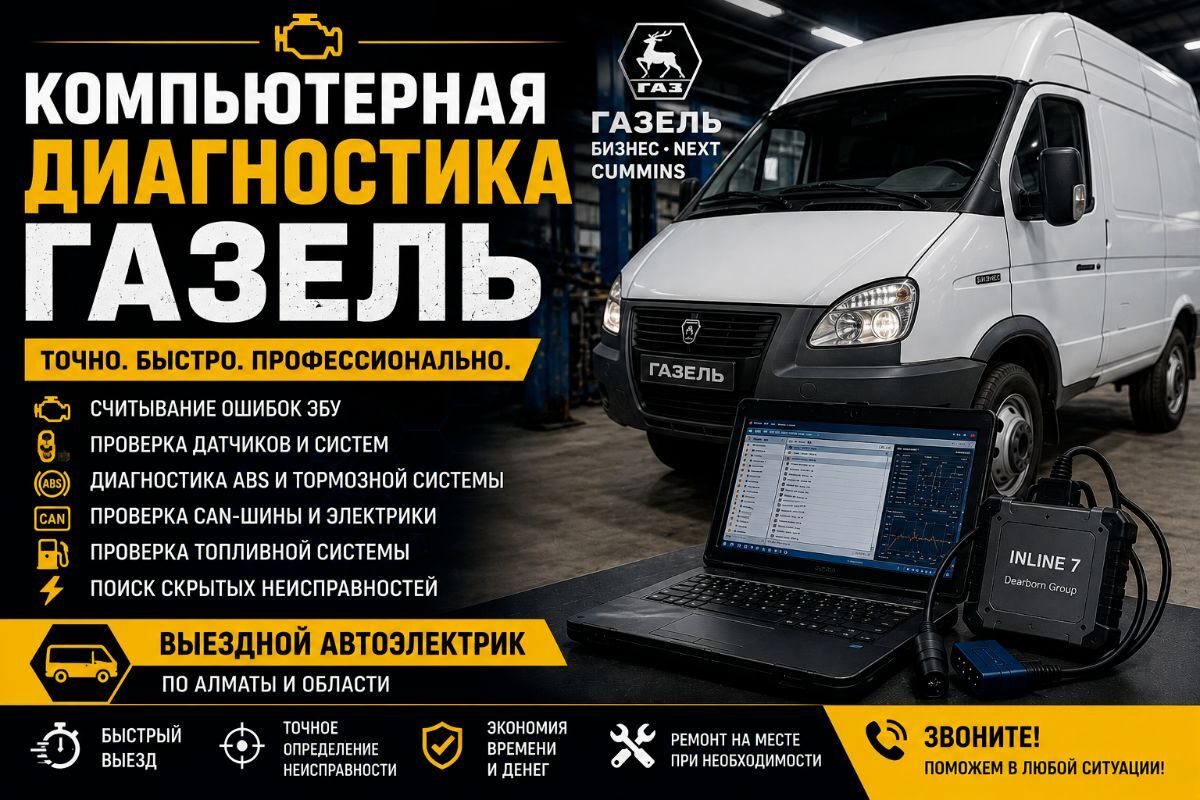 КОМПЬЮТЕРНАЯ
ДИАГНОСТИКА
ГАЗЕЛЬ
ТОЧНО. БЫСТРО. ПРОФЕССИОНАЛЬНО.
СЧИТЫВАНИЕ ОШИБОК ЗБУ
ПРОВЕРКА ДАТЧИКОВ И СИСТЕМ
ABS
ДИАГНОСТИКА ABS И ТОРМОЗНОЙ СИСТЕМЫ
CAN
ПРОВЕРКА CAN-ШИНЫ И ЭЛЕКТРИКИ
ПРОВЕРКА ТОПЛИВНОЙ СИСТЕМЫ
ПОИСК СКРЫТЫХ НЕИСПРАВНОСТЕЙ
ВЫЕЗДНОЙ АВТОЭЛЕКТРИК
ПО АЛМАТЫ И ОБЛАСТИ
ГАЗ
ГАЗЕЛЬ
БИЗНЕС • NEXT
CUMMINS
ГАЗЕЛЬ
INLINE 7
Dearborn Group
БЫСТРЫЙ
ВЫЕЗД
ТОЧНОЕ
ОПРЕДЕЛЕНИЕ
НЕИСПРАВНОСТИ
ЭКОНОМИЯ
ВРЕМЕНИ
И ДЕНЕГ
РЕМОНТ НА МЕСТЕ
ПРИ НЕОБХОДИМОСТИ
ЗВОНИТЕ!
ПОМОЖЕМ В ЛЮБОЙ СИТУАЦИИ!